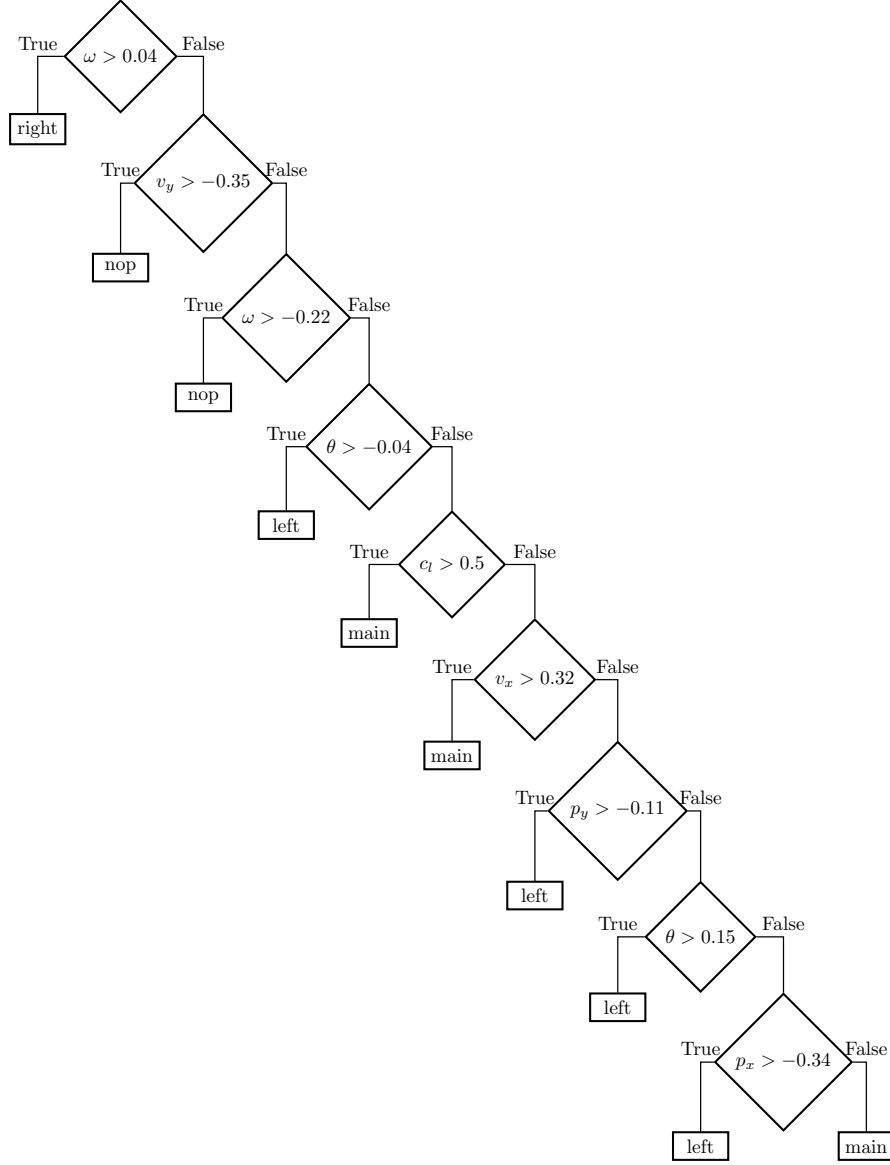 True
False
ω > 0.04
right
True
False
v_y > −0.35
nop
True
False
ω > −0.22
nop
True
False
θ > −0.04
left
True
False
c_l > 0.5
main
True
False
v_x > 0.32
main
True
False
p_y > −0.11
left
True
False
θ > 0.15
left
True
False
p_x > −0.34
left
main